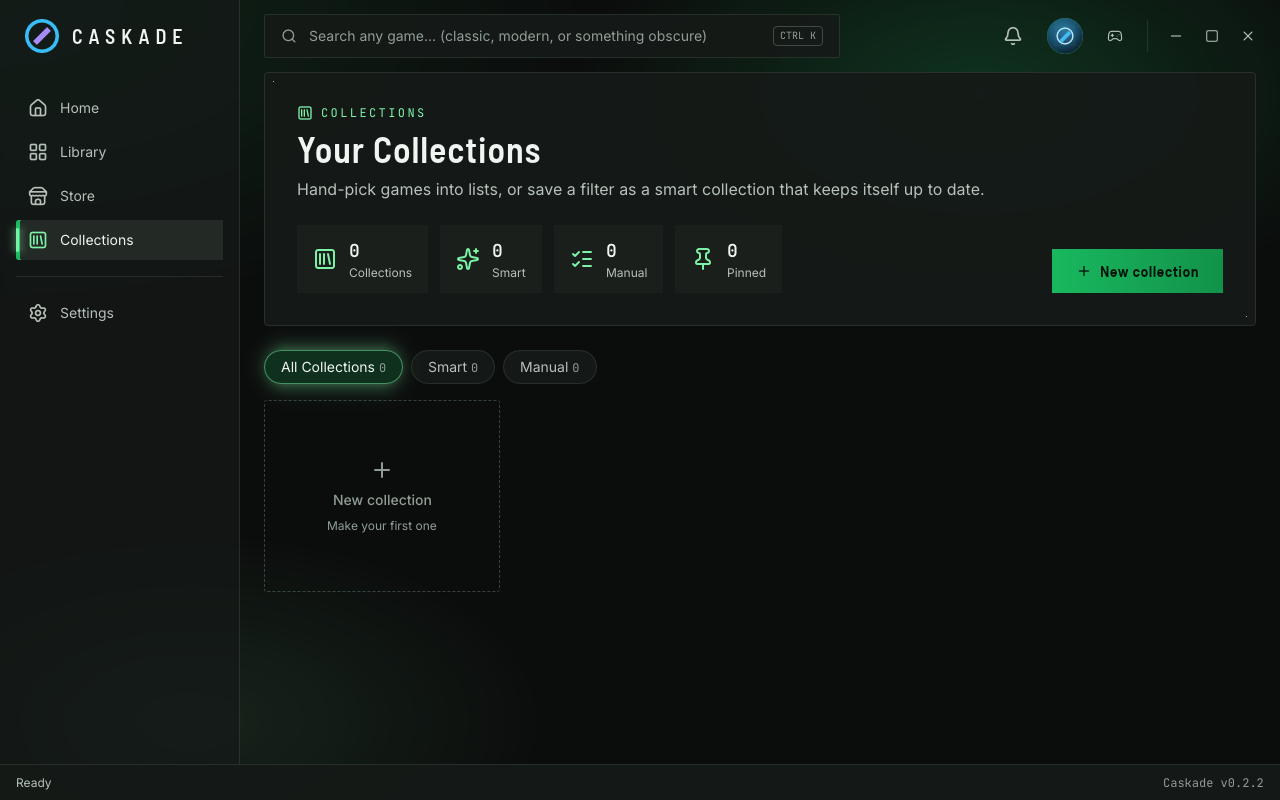 CASKADE
Search any game... (classic, modern, or something obscure)
CTRL K
Home
Library
Store
Collections
Settings
COLLECTIONS
Your Collections
Hand-pick games into lists, or save a filter as a smart collection that keeps itself up to date.
0
Collections
0
Smart
0
Manual
0
Pinned
New collection
All Collections 0
Smart 0
Manual 0
New collection
Make your first one
Ready
Caskade v0.2.2